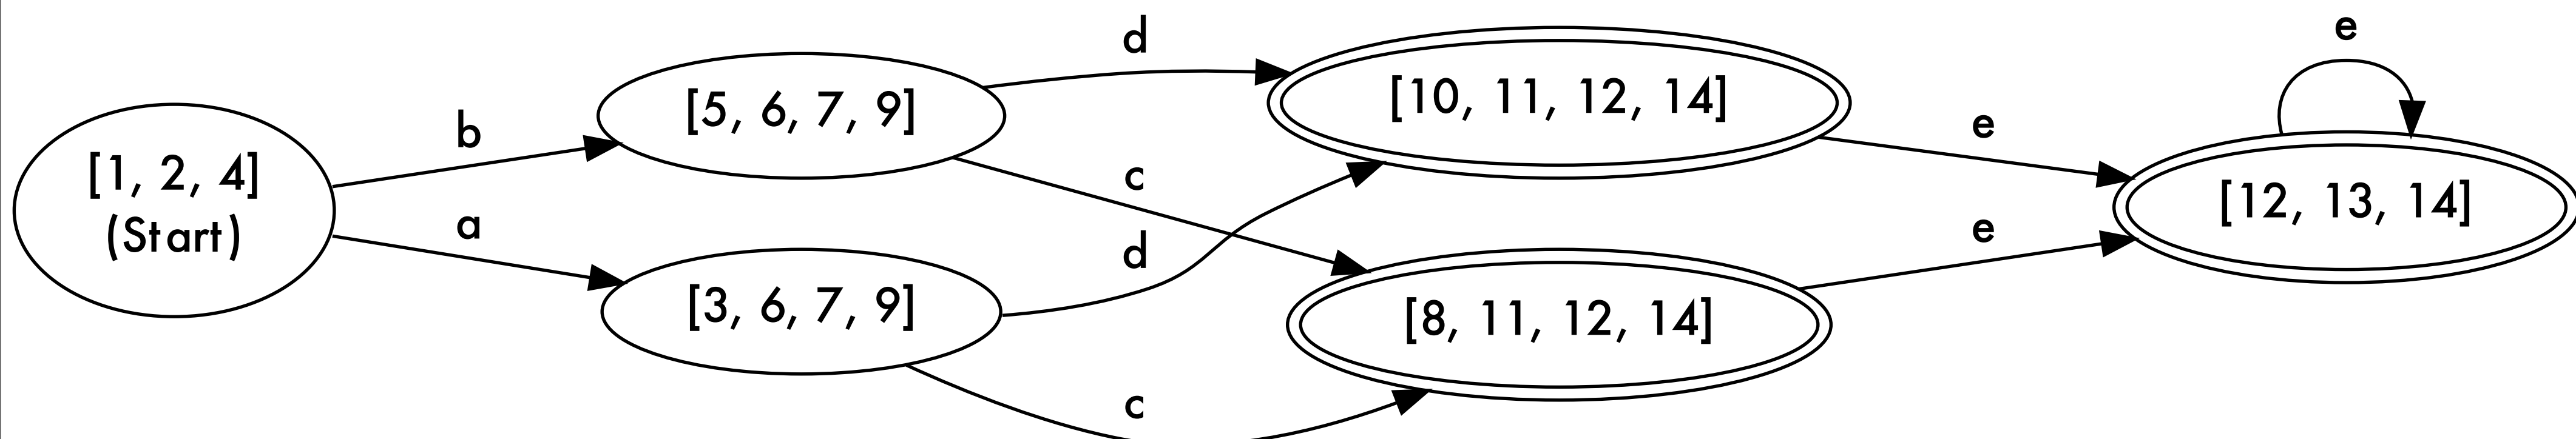 [1, 2, 4]
(Start)
b
a
[5, 6, 7, 9]
[3, 6, 7, 9]
d
c
d
c
[10, 11, 12, 14]
[8, 11, 12, 14]
e
e
e
[12, 13, 14]